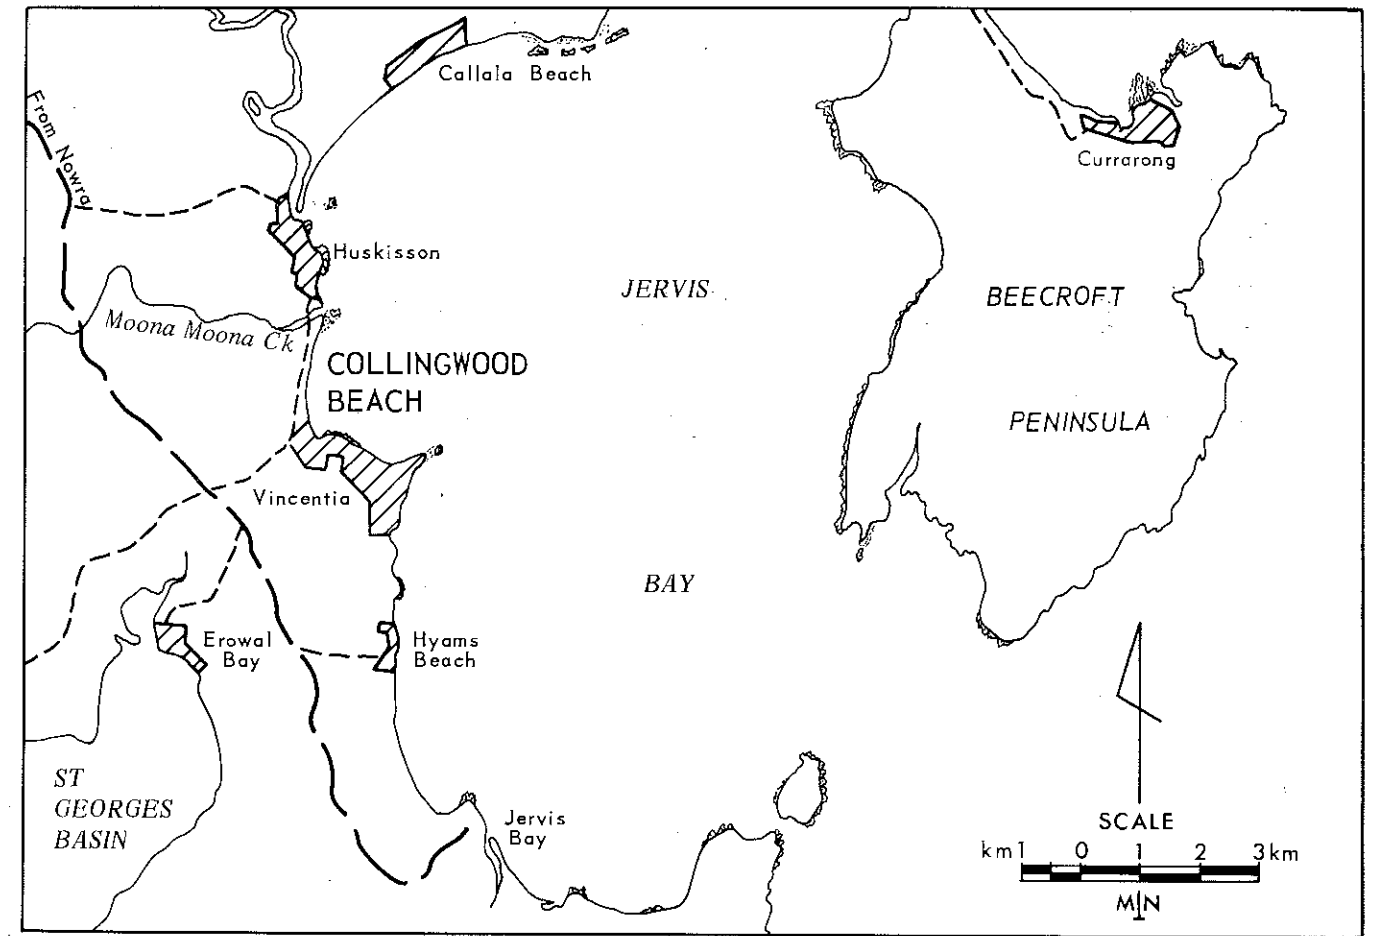 Callala Beach
From Nowra
Currarong
Huskisson
JERVIS
BEECROFT
Moona Moona Ck
COLLINGWOOD
BEACH
PENINSULA
Vincentia
BAY
Erowal
Bay
Hyams
Beach
ST
GEORGES
BASIN
Jervis
Bay
SCALE
km 1 0 1 2 3 km
MN